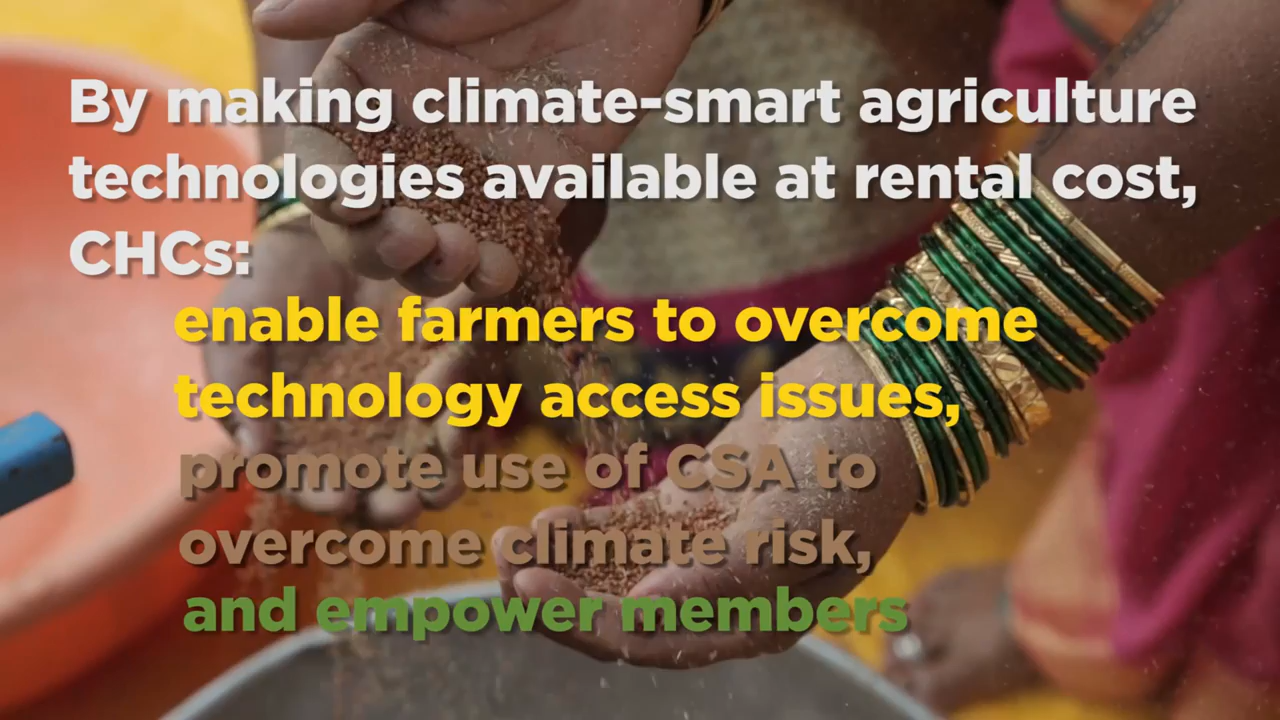 By making climate-smart agriculture
technologies available at rental cost,
CHCs:
enable farmers to overcome
technology access issues,
promote use of CSA to
overcome climate risk,
and empower members